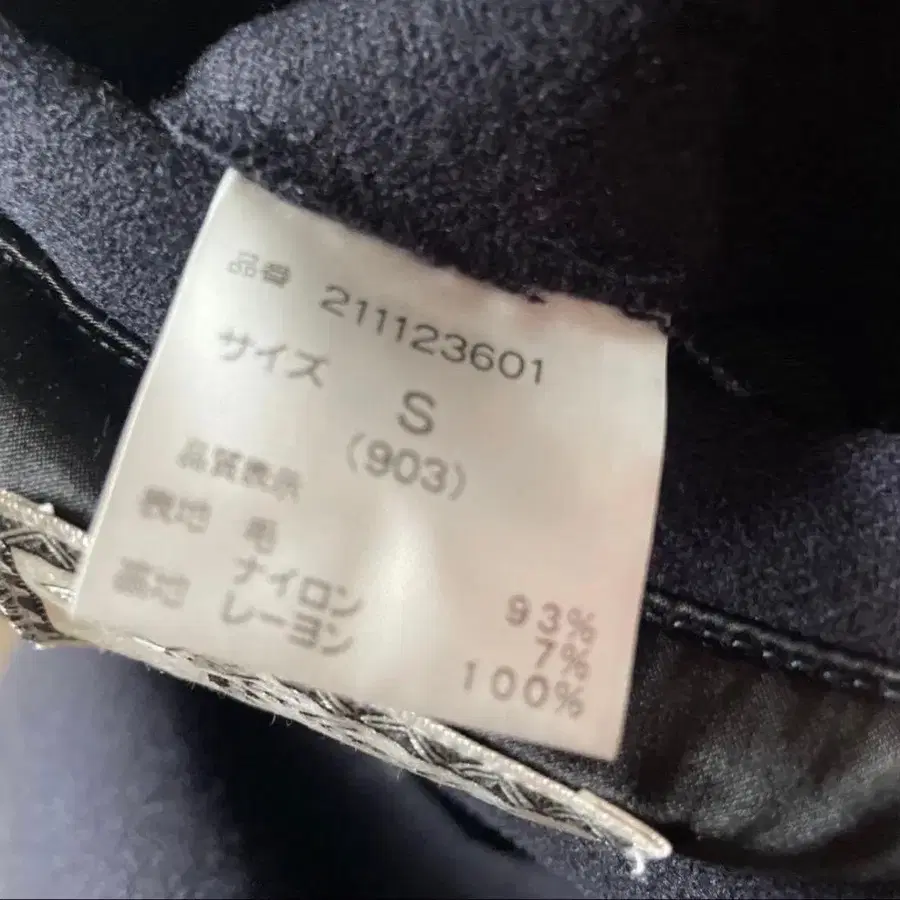 品番 211123601
サイズ S
(903)
品質表示
表地 毛 93%
ナイロン 7%
裏地 レーヨン 100%